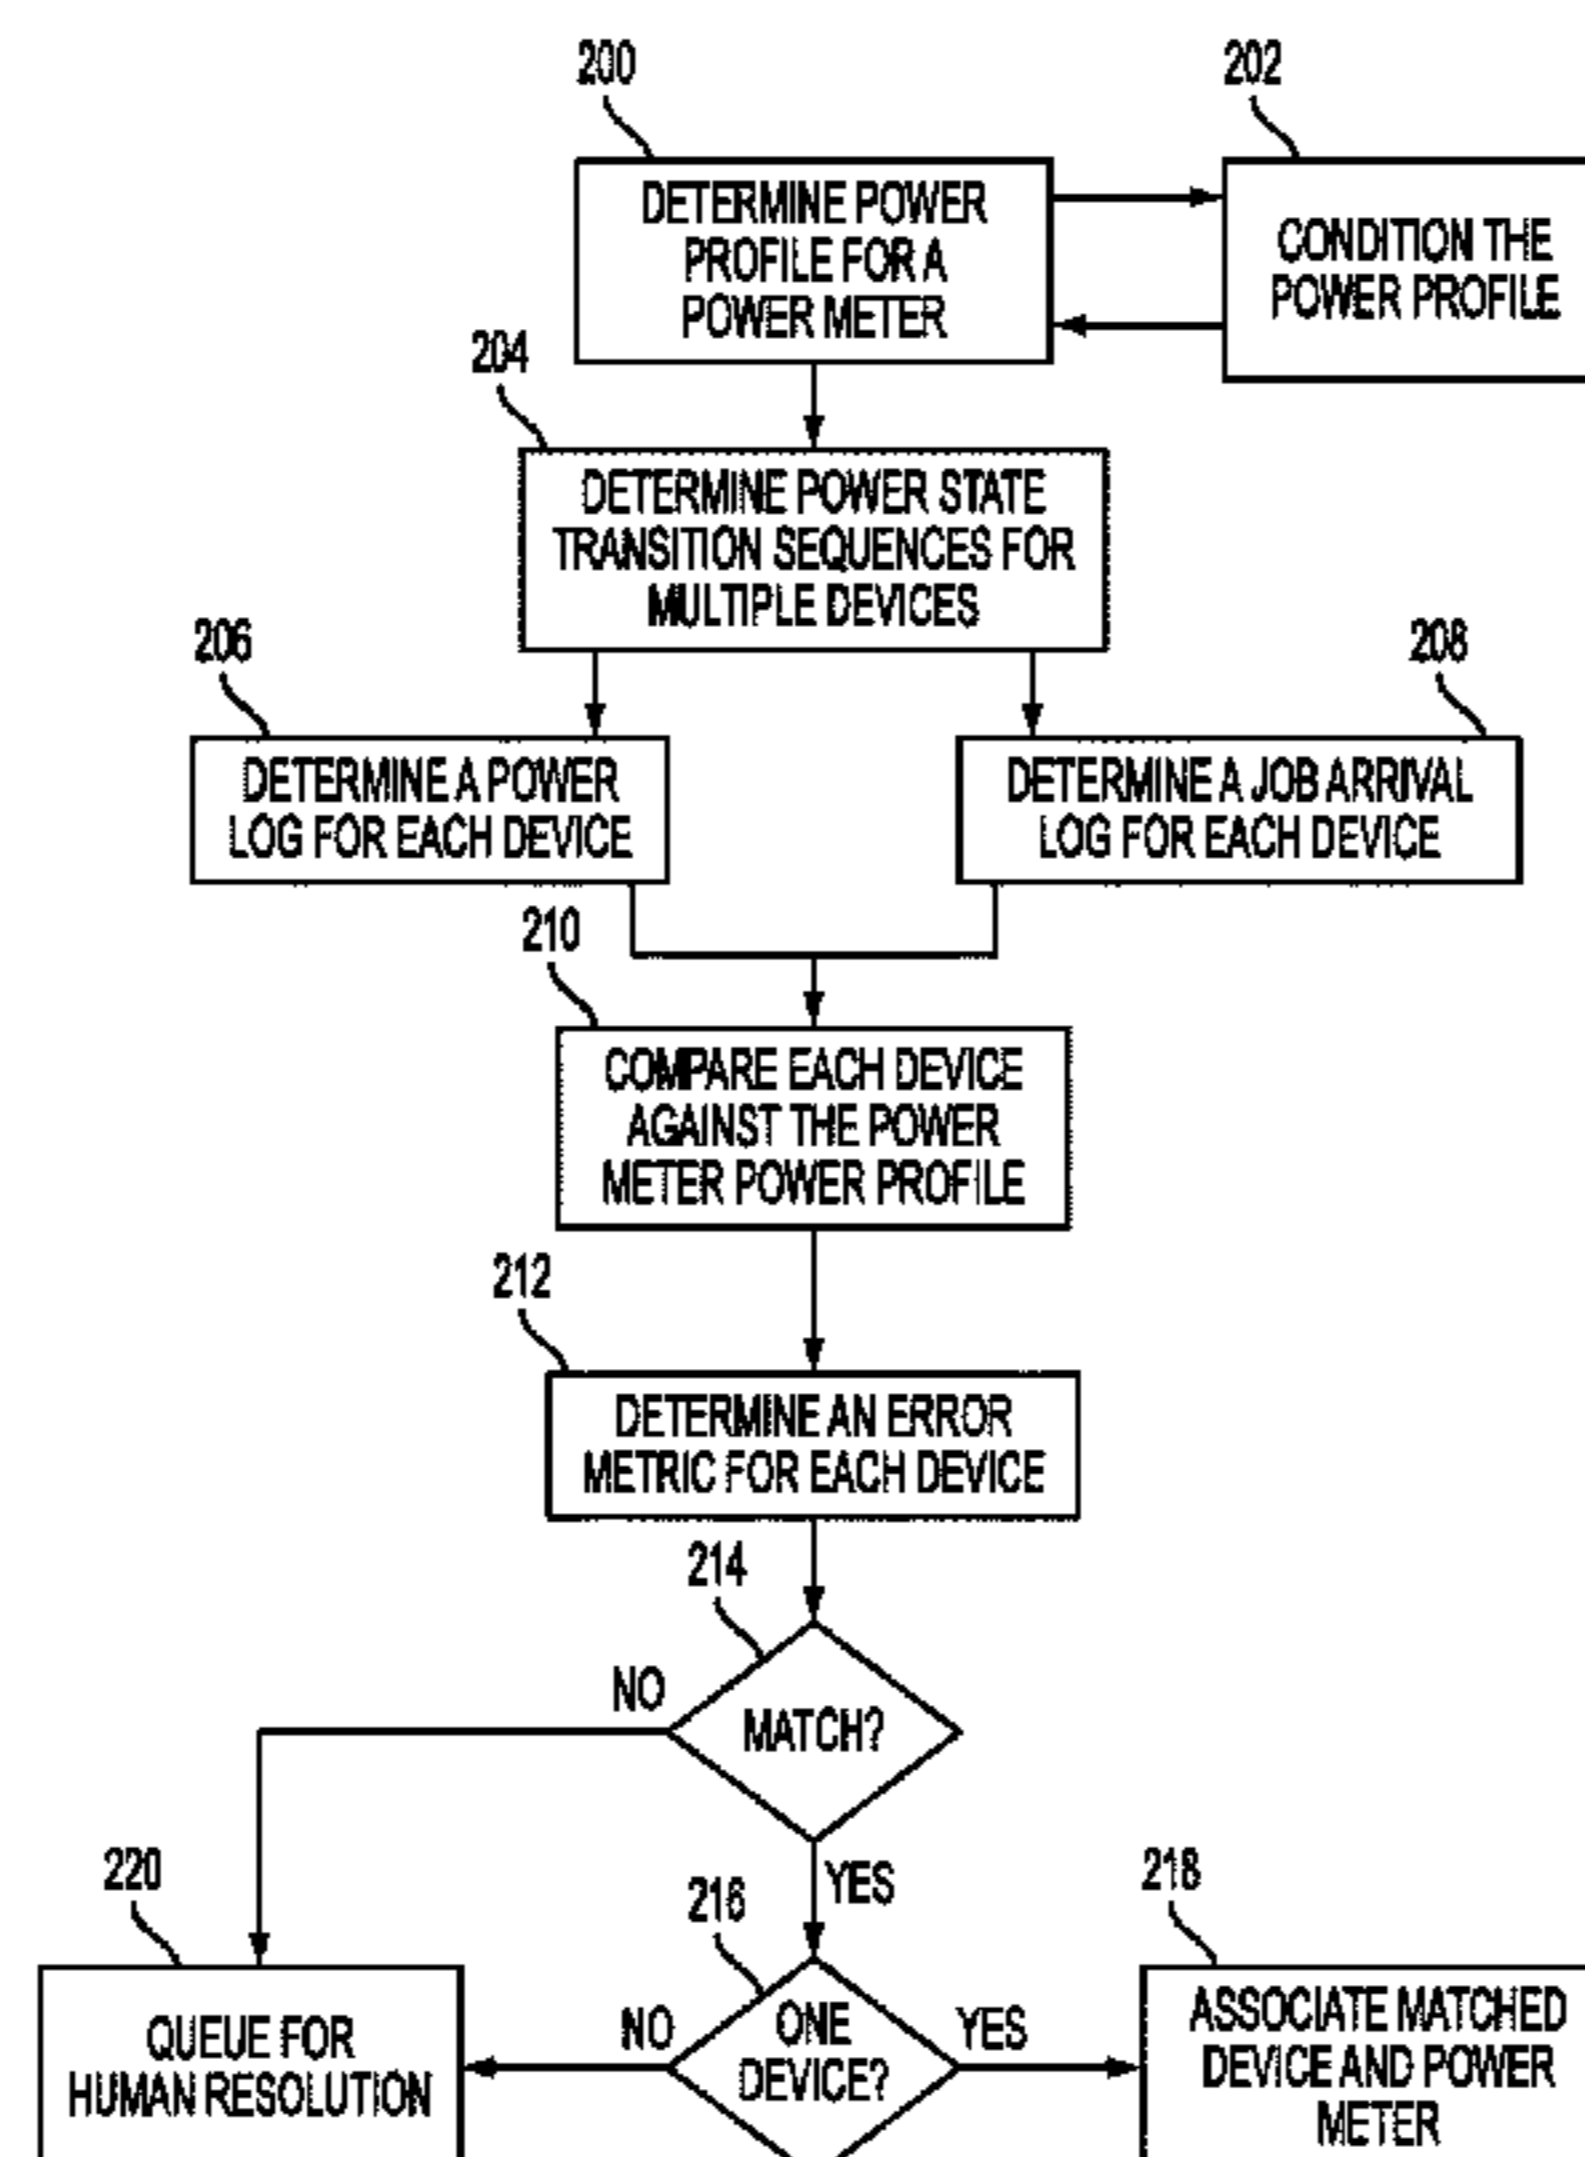 200
202
DETERMINE POWER
PROFILE FOR A
POWER METER
CONDITION THE
POWER PROFILE
204
DETERMINE POWER STATE
TRANSITION SEQUENCES FOR
MULTIPLE DEVICES
206
208
DETERMINE A POWER
LOG FOR EACH DEVICE
DETERMINE A JOB ARRIVAL
LOG FOR EACH DEVICE
210
COMPARE EACH DEVICE
AGAINST THE POWER
METER POWER PROFILE
212
DETERMINE AN ERROR
METRIC FOR EACH DEVICE
214
NO
MATCH?
YES
220
216
218
QUEUE FOR
HUMAN RESOLUTION
NO
ONE
DEVICE?
YES
ASSOCIATE MATCHED
DEVICE AND POWER
METER